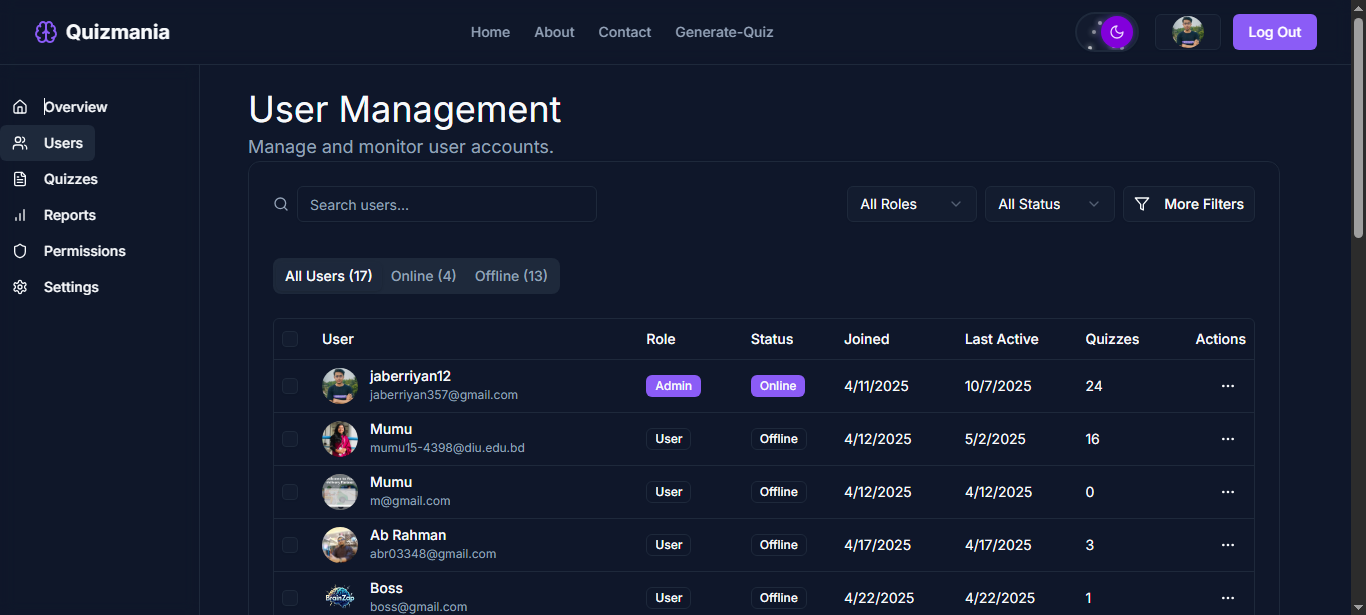 Quizmania
Home About Contact Generate-Quiz
Log Out
Overview
Users
Quizzes
Reports
Permissions
Settings
User Management
Manage and monitor user accounts.
Search users...
All Roles
All Status
More Filters
All Users (17) Online (4) Offline (13)
User Role Status Joined Last Active Quizzes Actions
jaberriyan12
jaberriyan357@gmail.com
Admin Online 4/11/2025 10/7/2025 24
Mumu
mumu15-4398@diu.edu.bd
User Offline 4/12/2025 5/2/2025 16
Mumu
m@gmail.com
User Offline 4/12/2025 4/12/2025 0
Ab Rahman
abr03348@gmail.com
User Offline 4/17/2025 4/17/2025 3
BrainZap
Boss
boss@gmail.com
User Offline 4/22/2025 4/22/2025 1